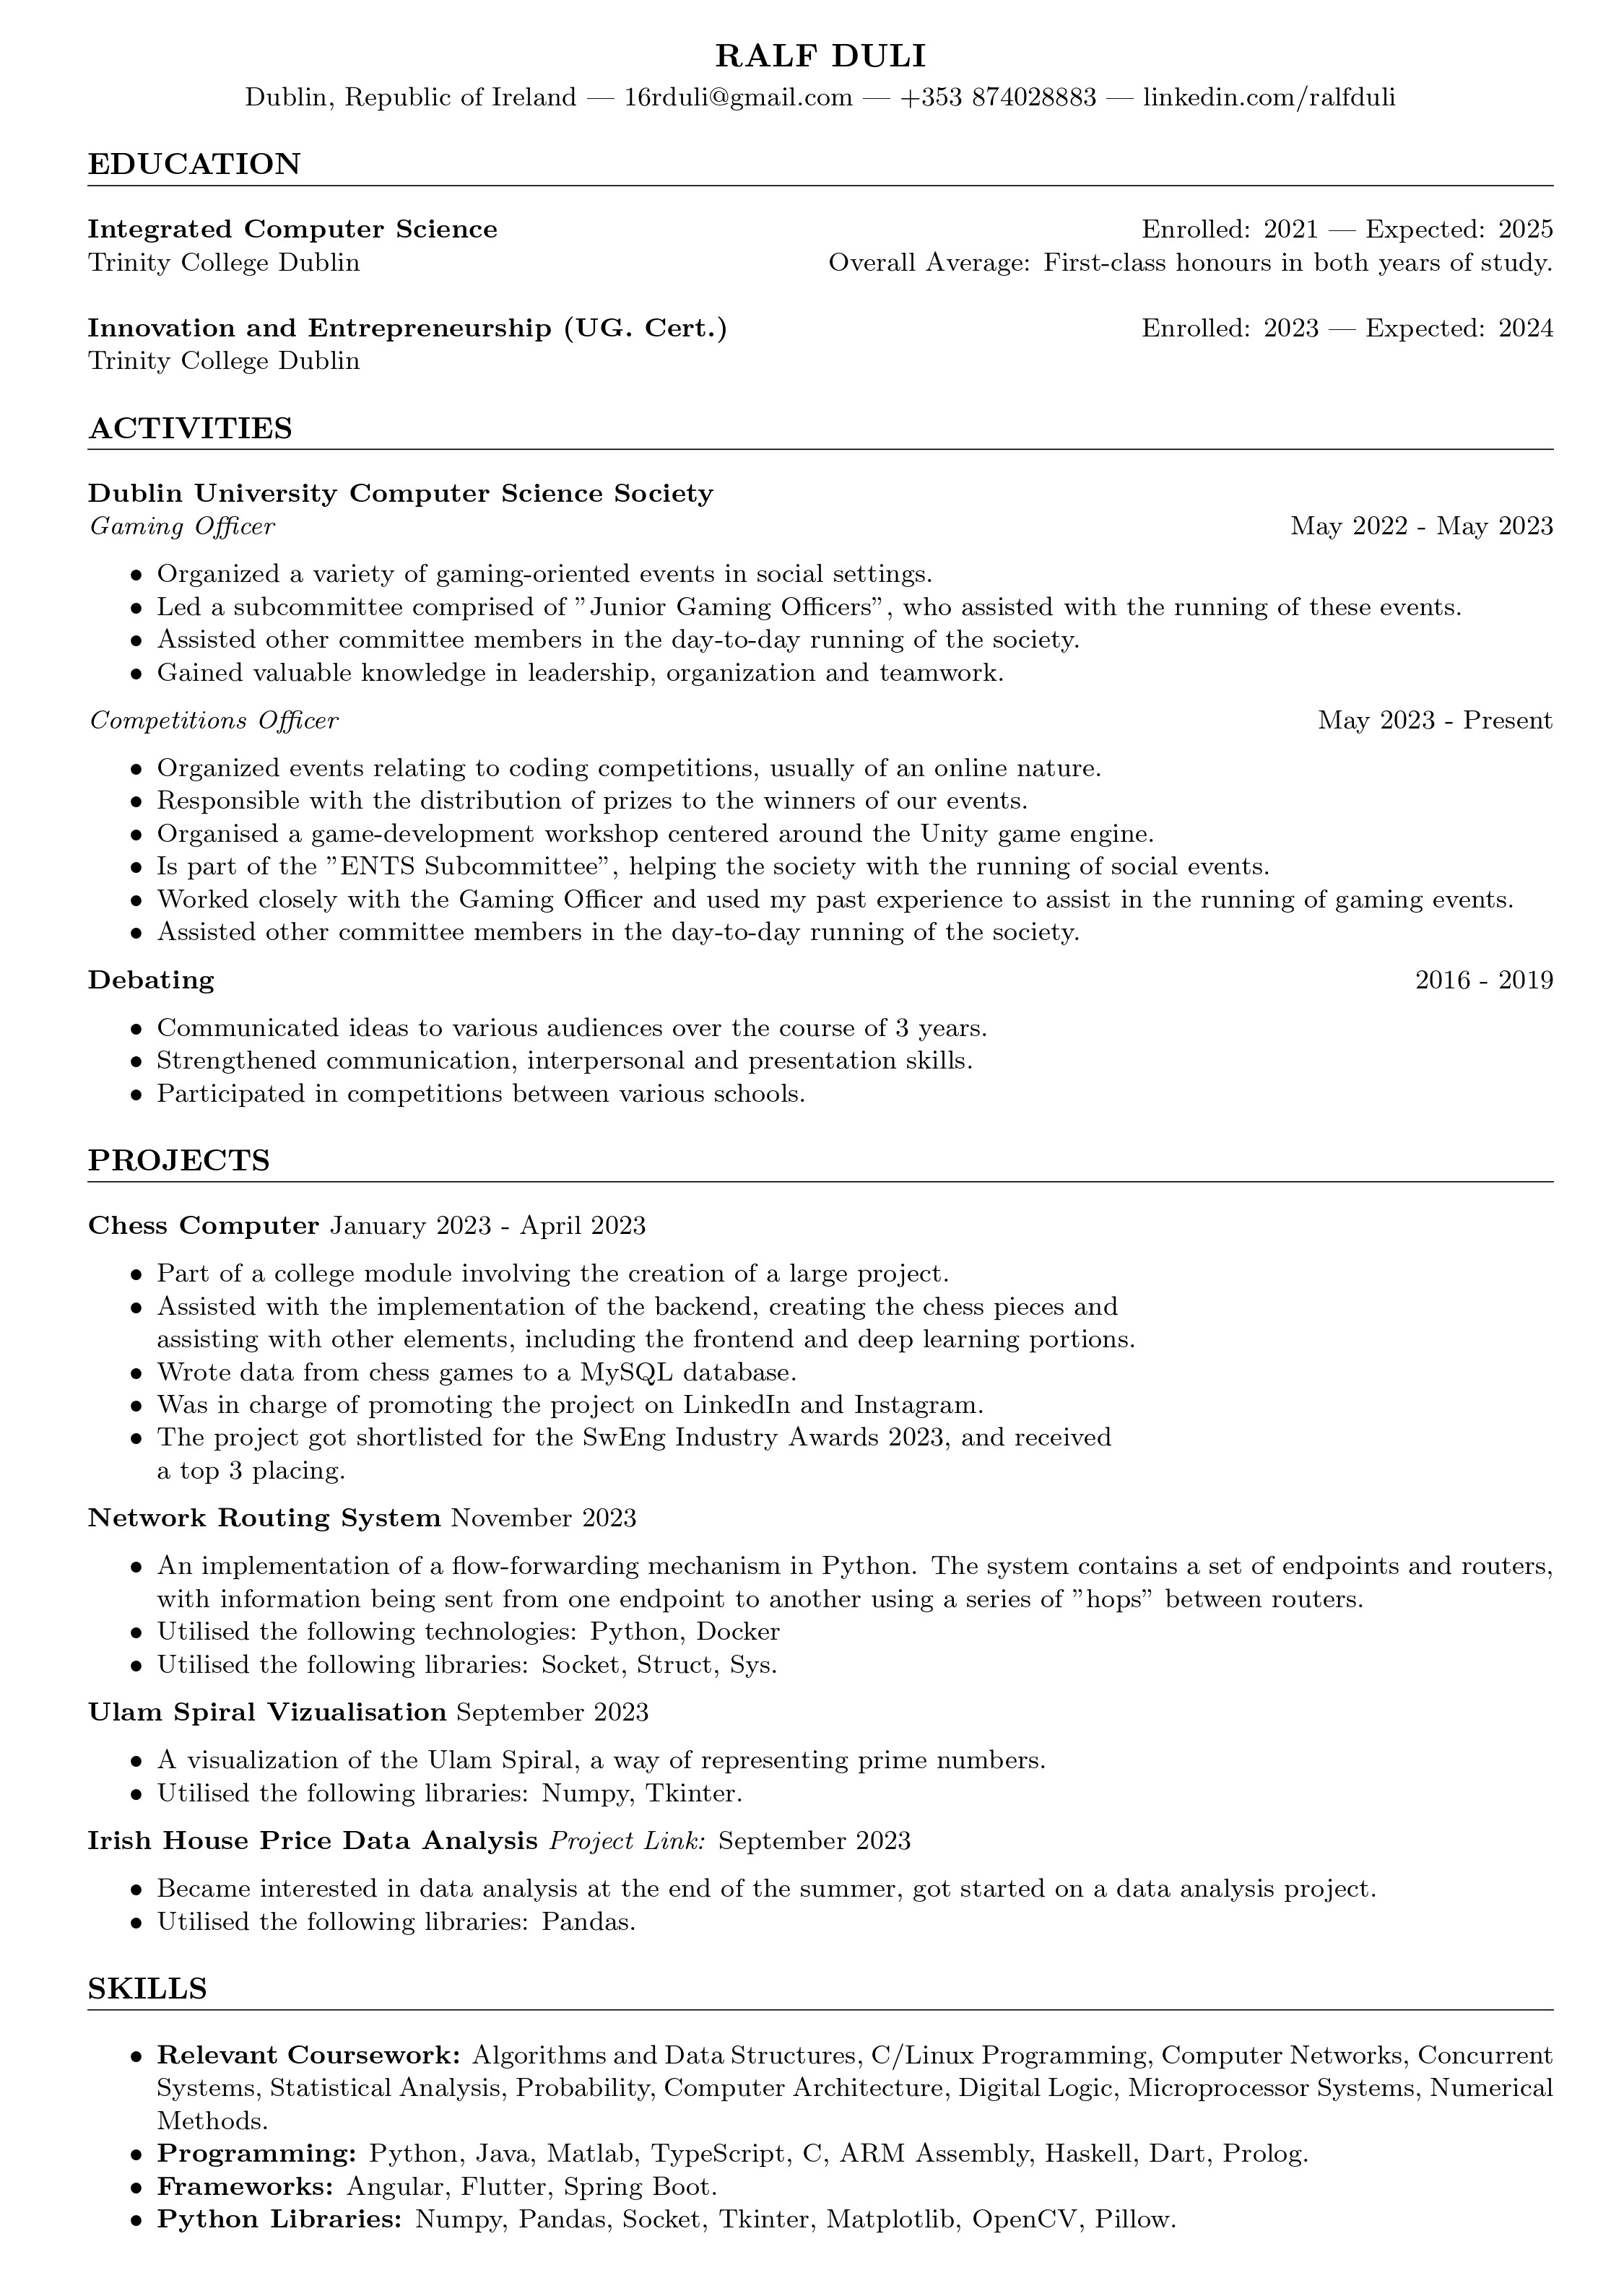 RALF DULI
Dublin, Republic of Ireland — 16rduli@gmail.com — +353 874028883 — linkedin.com/ralfduli
EDUCATION
Integrated Computer Science Enrolled: 2021 — Expected: 2025
Trinity College Dublin Overall Average: First-class honours in both years of study.
Innovation and Entrepreneurship (UG. Cert.) Enrolled: 2023 — Expected: 2024
Trinity College Dublin
ACTIVITIES
Dublin University Computer Science Society
Gaming Officer May 2022 - May 2023
• Organized a variety of gaming-oriented events in social settings.
• Led a subcommittee comprised of ”Junior Gaming Officers”, who assisted with the running of these events.
• Assisted other committee members in the day-to-day running of the society.
• Gained valuable knowledge in leadership, organization and teamwork.
Competitions Officer May 2023 - Present
• Organized events relating to coding competitions, usually of an online nature.
• Responsible with the distribution of prizes to the winners of our events.
• Organised a game-development workshop centered around the Unity game engine.
• Is part of the ”ENTS Subcommittee”, helping the society with the running of social events.
• Worked closely with the Gaming Officer and used my past experience to assist in the running of gaming events.
• Assisted other committee members in the day-to-day running of the society.
Debating 2016 - 2019
• Communicated ideas to various audiences over the course of 3 years.
• Strengthened communication, interpersonal and presentation skills.
• Participated in competitions between various schools.
PROJECTS
Chess Computer January 2023 - April 2023
• Part of a college module involving the creation of a large project.
• Assisted with the implementation of the backend, creating the chess pieces and
assisting with other elements, including the frontend and deep learning portions.
• Wrote data from chess games to a MySQL database.
• Was in charge of promoting the project on LinkedIn and Instagram.
• The project got shortlisted for the SwEng Industry Awards 2023, and received
a top 3 placing.
Network Routing System November 2023
• An implementation of a flow-forwarding mechanism in Python. The system contains a set of endpoints and routers,
with information being sent from one endpoint to another using a series of ”hops” between routers.
• Utilised the following technologies: Python, Docker
• Utilised the following libraries: Socket, Struct, Sys.
Ulam Spiral Vizualisation September 2023
• A visualization of the Ulam Spiral, a way of representing prime numbers.
• Utilised the following libraries: Numpy, Tkinter.
Irish House Price Data Analysis Project Link: September 2023
• Became interested in data analysis at the end of the summer, got started on a data analysis project.
• Utilised the following libraries: Pandas.
SKILLS
• Relevant Coursework: Algorithms and Data Structures, C/Linux Programming, Computer Networks, Concurrent
Systems, Statistical Analysis, Probability, Computer Architecture, Digital Logic, Microprocessor Systems, Numerical
Methods.
• Programming: Python, Java, Matlab, TypeScript, C, ARM Assembly, Haskell, Dart, Prolog.
• Frameworks: Angular, Flutter, Spring Boot.
• Python Libraries: Numpy, Pandas, Socket, Tkinter, Matplotlib, OpenCV, Pillow.